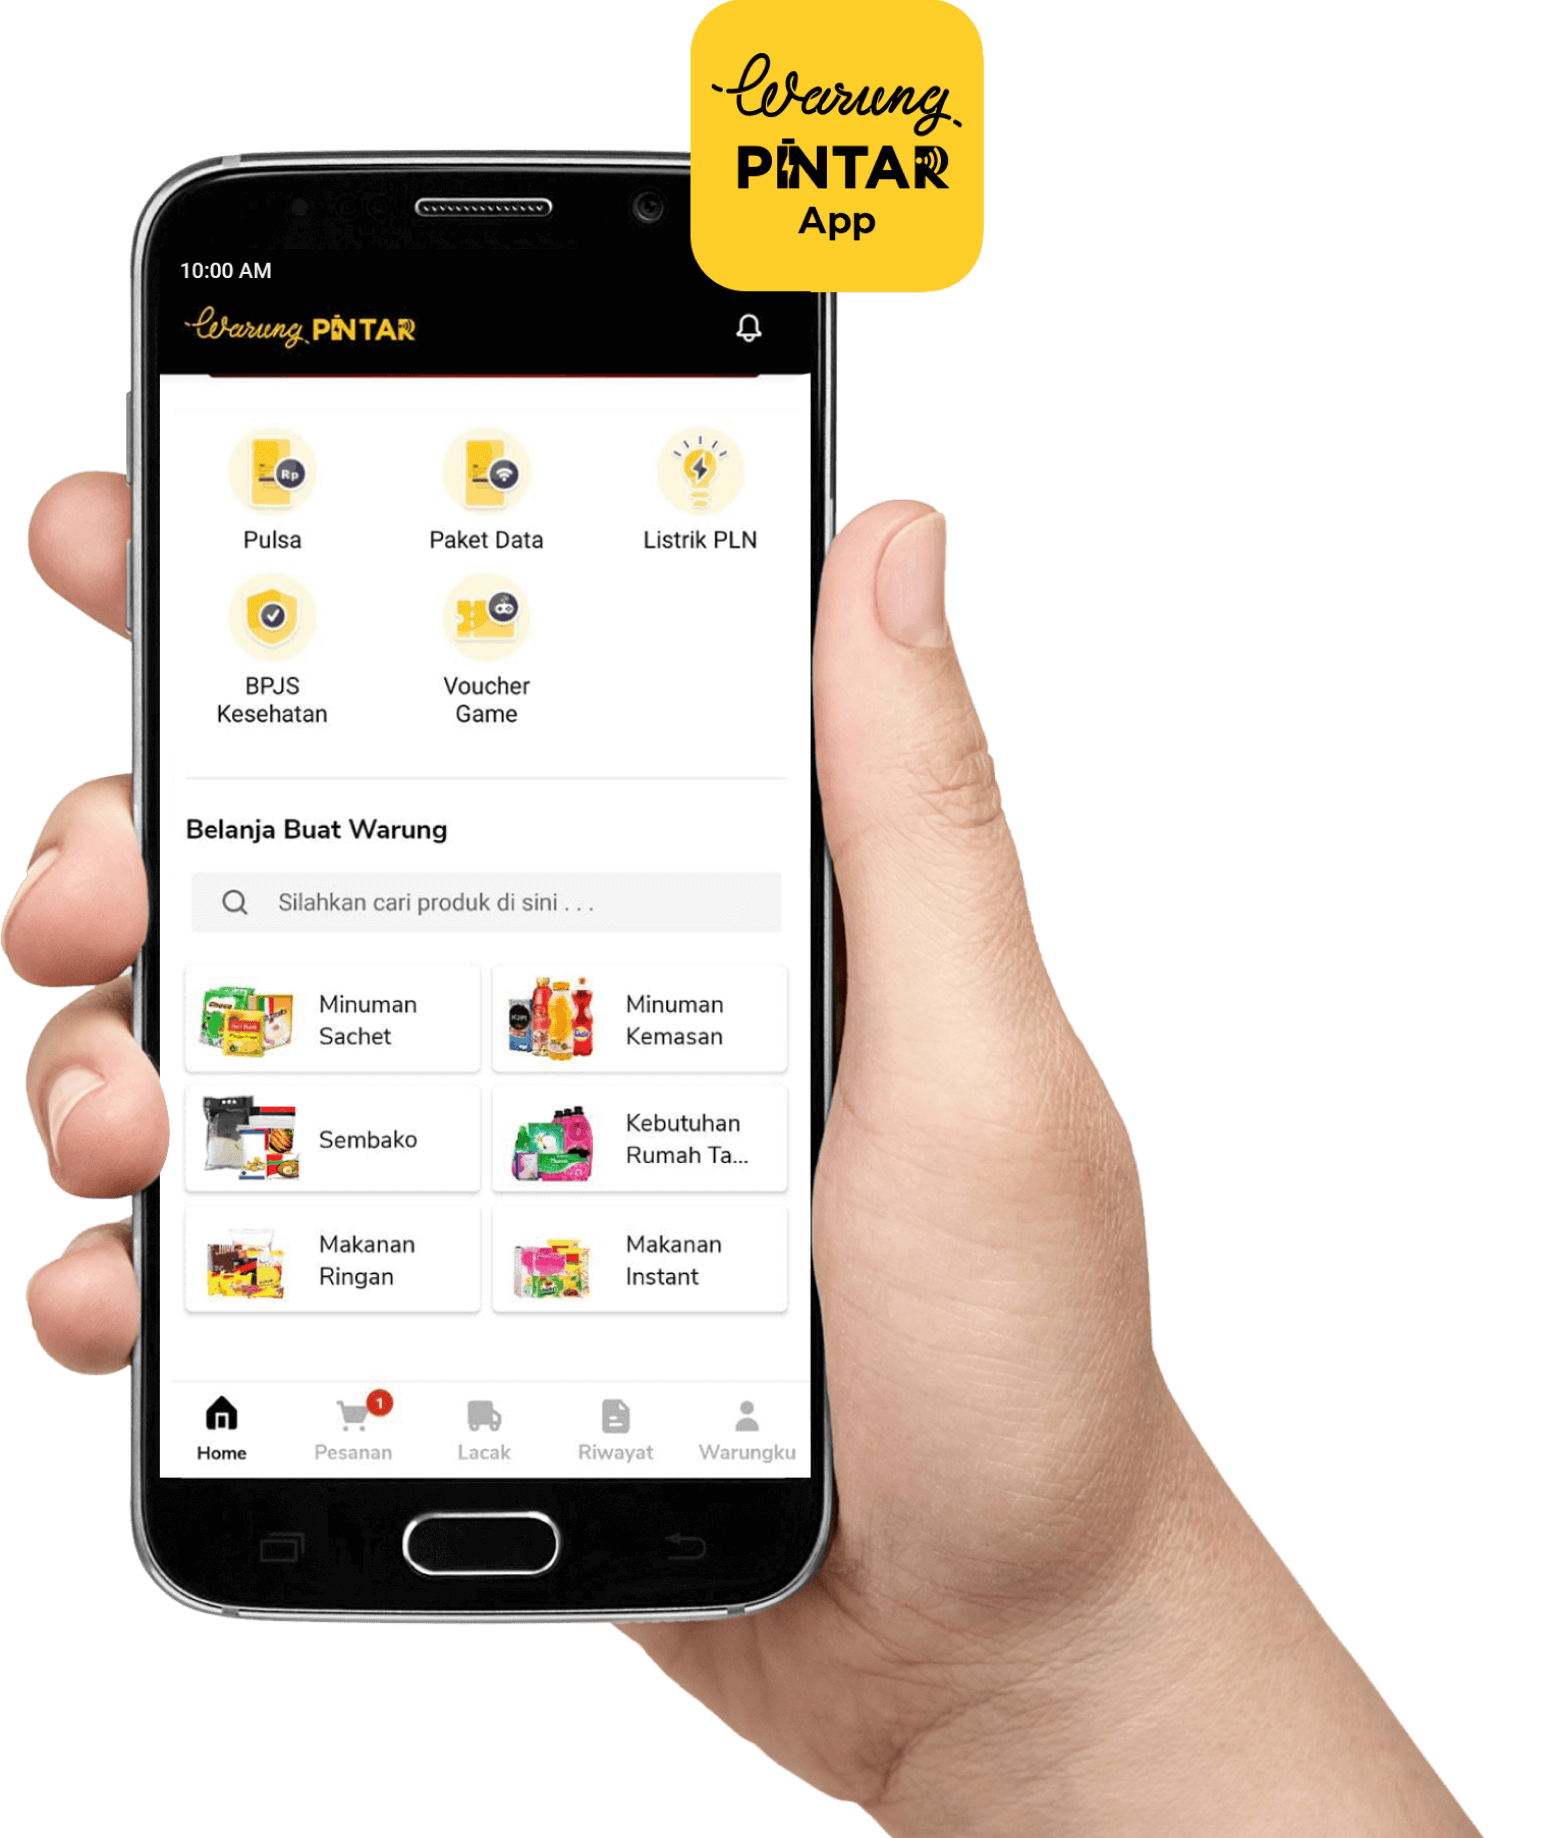 Warung
PINTAR
App
10:00 AM
Warung PINTAR
Rp
Pulsa
Paket Data
Listrik PLN
BPJS
Kesehatan
Voucher
Game
Belanja Buat Warung
Silahkan cari produk di sini . . .
Minuman
Sachet
Minuman
Kemasan
Sembako
Kebutuhan
Rumah Ta...
Makanan
Ringan
Makanan
Instant
1
Home
Pesanan
Lacak
Riwayat
Warungku